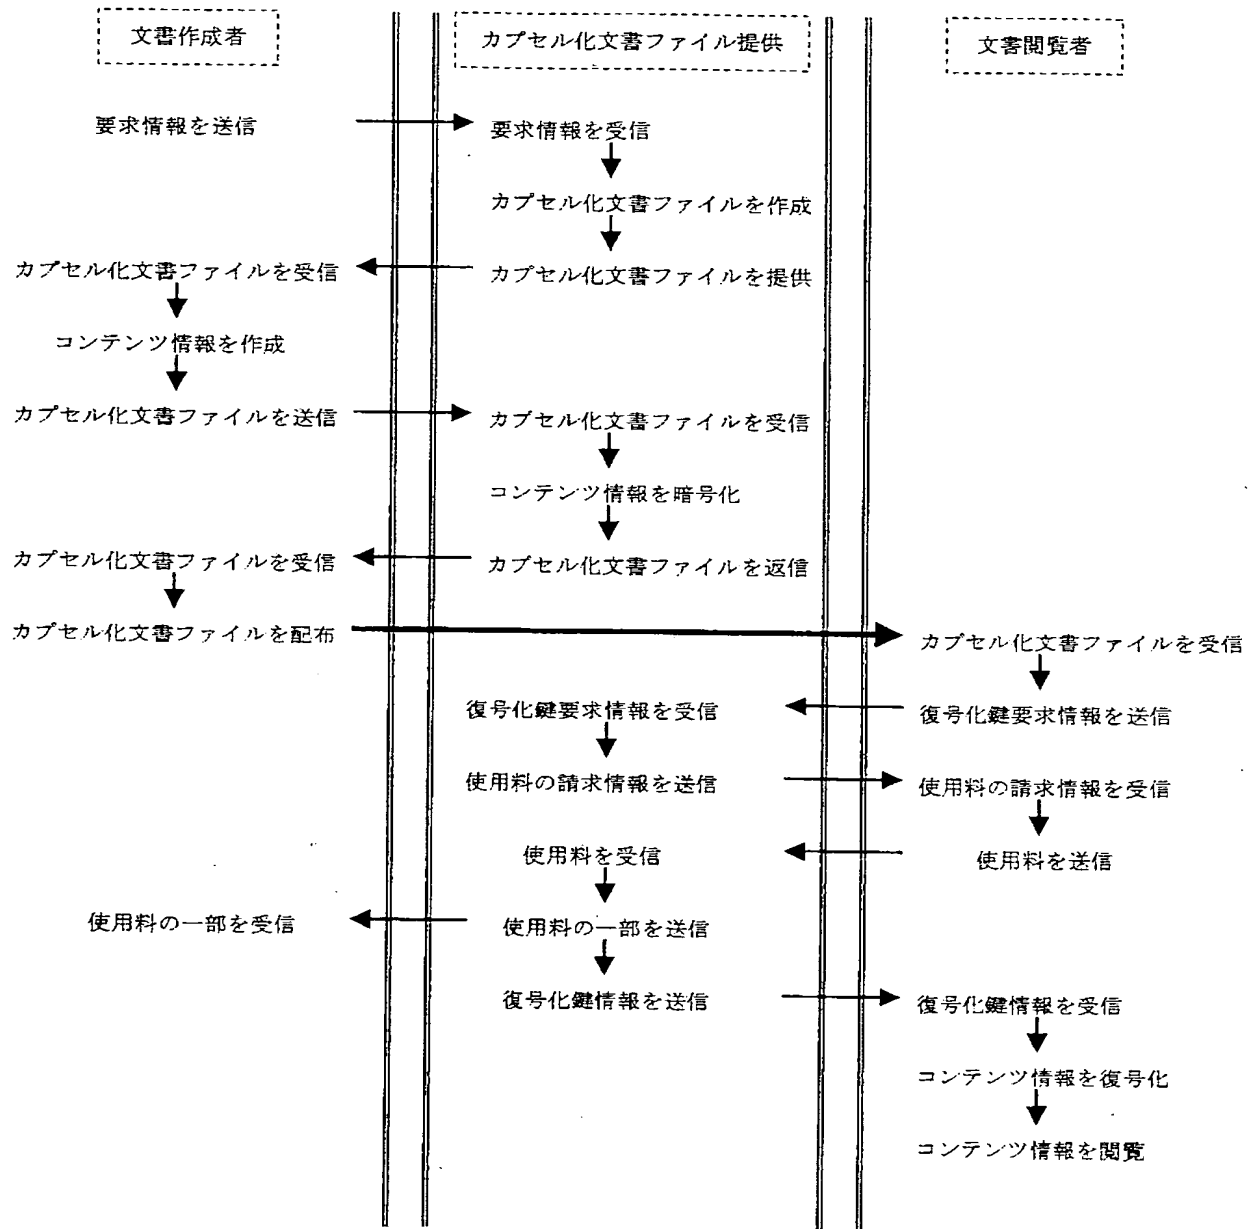 文書作成者
カプセル化文書ファイル提供
文書閲覧者
要求情報を送信
要求情報を受信
カプセル化文書ファイルを作成
カプセル化文書ファイルを受信
カプセル化文書ファイルを提供
コンテンツ情報を作成
カプセル化文書ファイルを送信
カプセル化文書ファイルを受信
コンテンツ情報を暗号化
カプセル化文書ファイルを受信
カプセル化文書ファイルを返信
カプセル化文書ファイルを配布
カプセル化文書ファイルを受信
復号化鍵要求情報を受信
復号化鍵要求情報を送信
使用料の請求情報を送信
使用料の請求情報を受信
使用料を受信
使用料を送信
使用料の一部を受信
使用料の一部を送信
復号化鍵情報を送信
復号化鍵情報を受信
コンテンツ情報を復号化
コンテンツ情報を閲覧